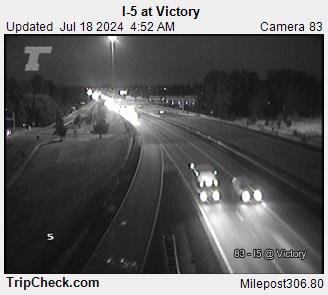 I-5 at Victory
Updated Jul 18 2024 4:52 AM Camera 83
T
S
83 - I5 @ Victory
TripCheck.com Milepost306.80